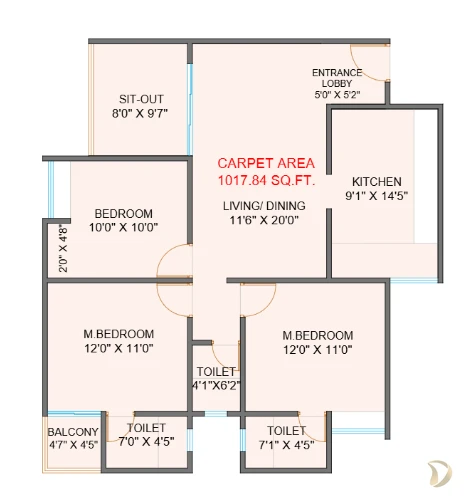 ENTRANCE
LOBBY
5'0" X 5'2"
SIT-OUT
8'0" X 9'7"
CARPET AREA
1017.84 SQ.FT.
LIVING/ DINING
11'6" X 20'0"
KITCHEN
9'1" X 14'5"
BEDROOM
10'0" X 10'0"
2'0" X 4'8"
M.BEDROOM
12'0" X 11'0"
M.BEDROOM
12'0" X 11'0"
TOILET
4'1"X6'2"
BALCONY
4'7" X 4'5"
TOILET
7'0" X 4'5"
TOILET
7'1" X 4'5"